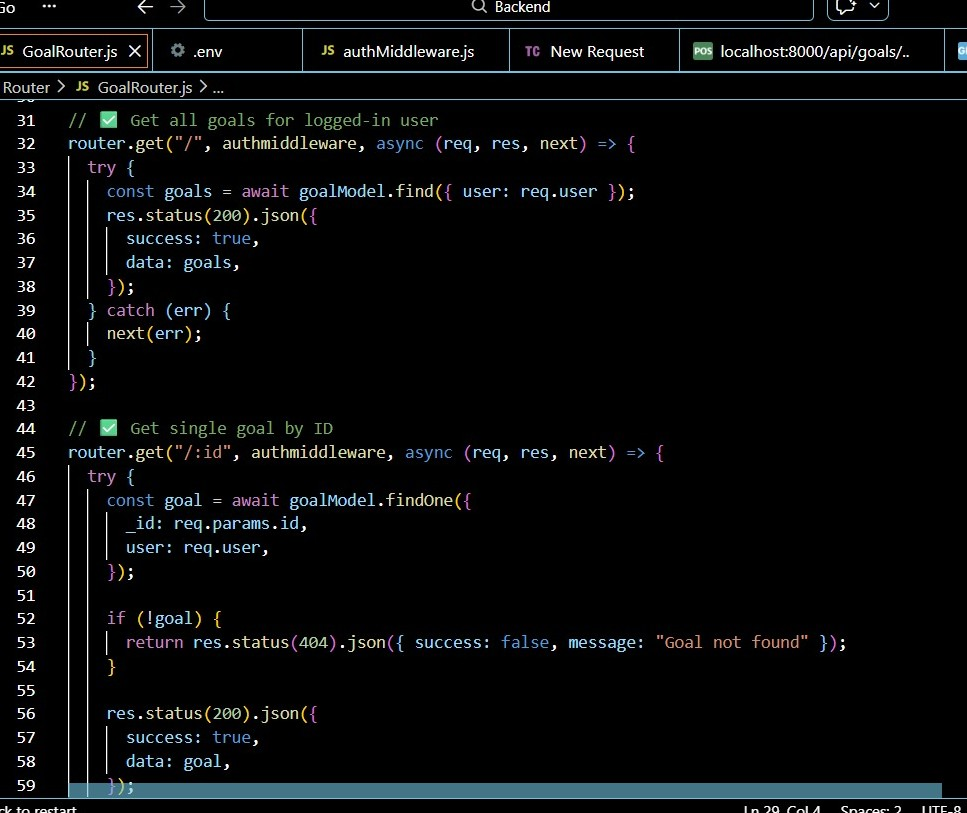 Go ... Backend
JS GoalRouter.js .env JS authMiddleware.js TC New Request POS localhost:8000/api/goals/..
Router > JS GoalRouter.js > ...
31 // ✅ Get all goals for logged-in user
32 router.get("/", authmiddleware, async (req, res, next) => {
33 try {
34 const goals = await goalModel.find({ user: req.user });
35 res.status(200).json({
36 success: true,
37 data: goals,
38 });
39 } catch (err) {
40 next(err);
41 }
42 });
43
44 // ✅ Get single goal by ID
45 router.get("/:id", authmiddleware, async (req, res, next) => {
46 try {
47 const goal = await goalModel.findOne({
48 _id: req.params.id,
49 user: req.user,
50 });
51
52 if (!goal) {
53 return res.status(404).json({ success: false, message: "Goal not found" });
54 }
55
56 res.status(200).json({
57 success: true,
58 data: goal,
59 });
ck to restart Ln 29, Col 4 Spaces: 2 UTF-8